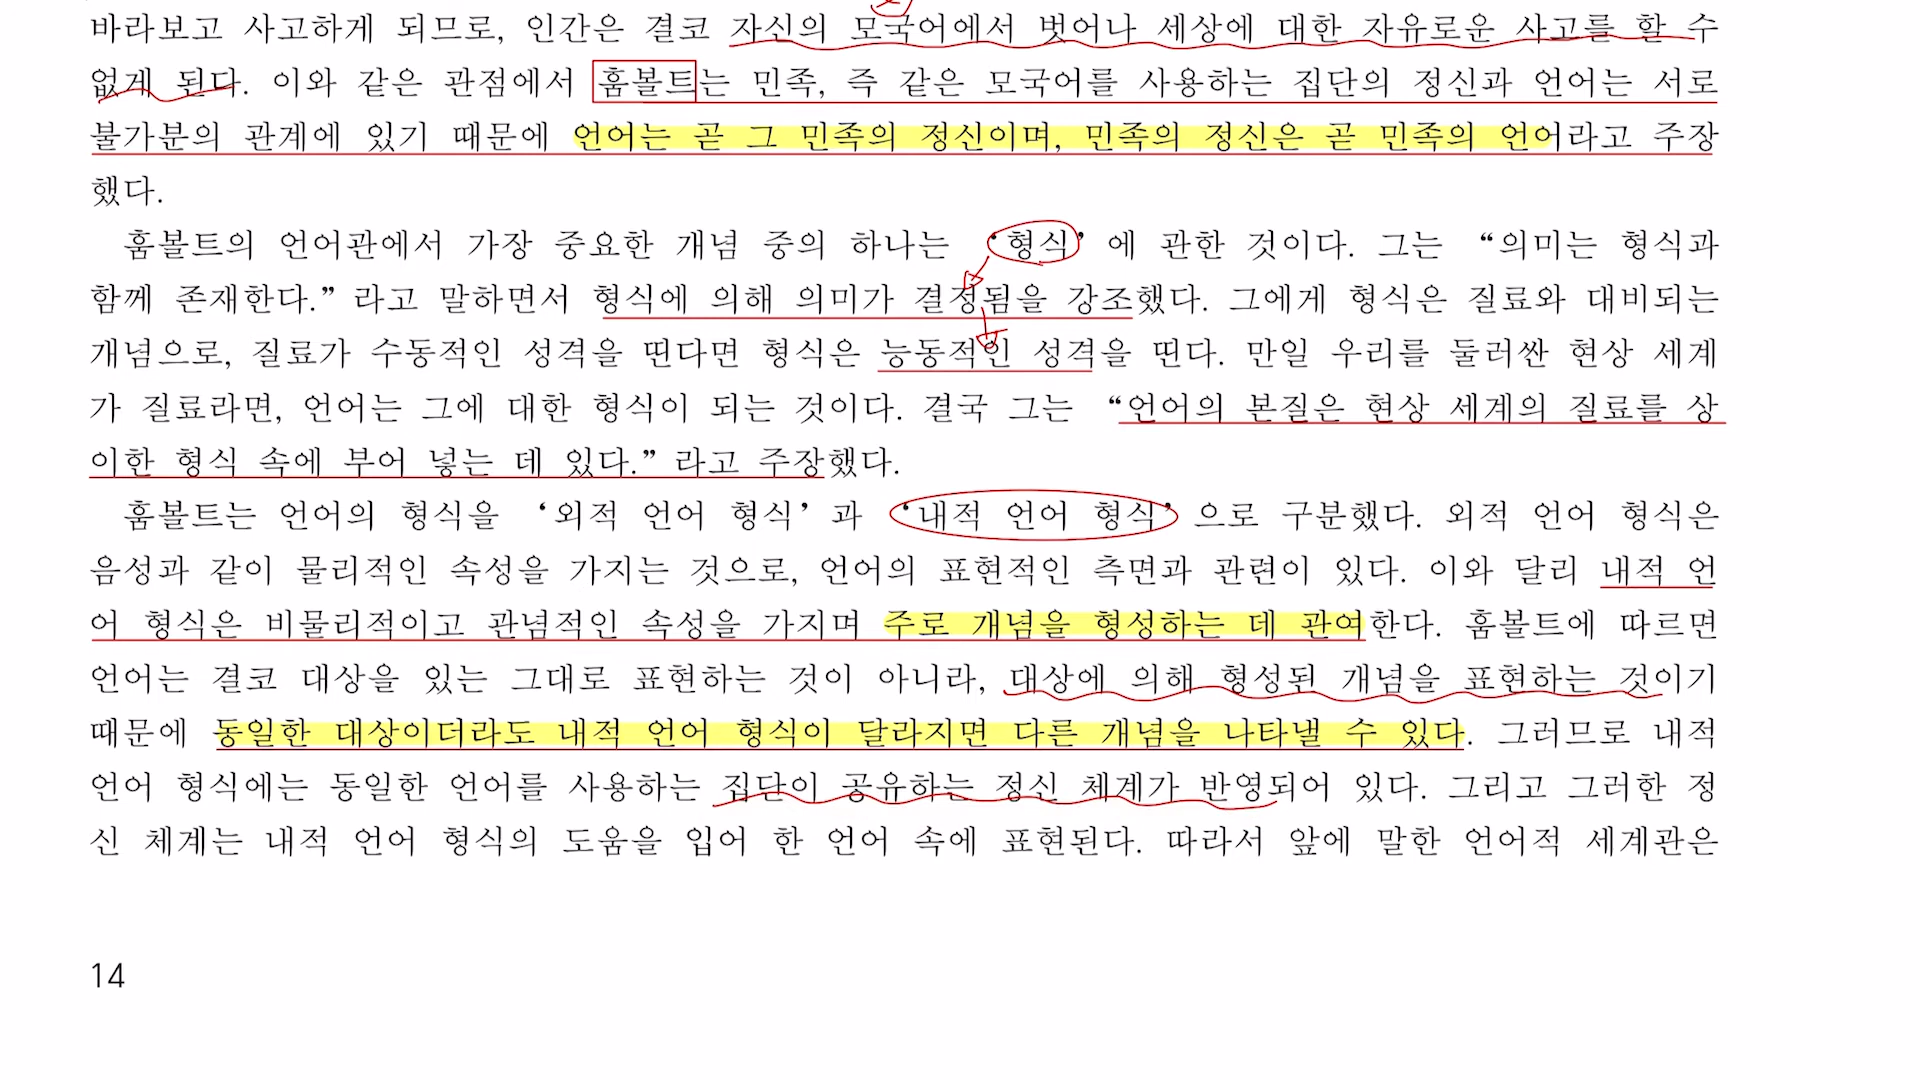 바라보고 사고하게 되므로, 인간은 결코 자신의 모국어에서 벗어나 세상에 대한 자유로운 사고를 할 수
없게 된다. 이와 같은 관점에서 훔볼트는 민족, 즉 같은 모국어를 사용하는 집단의 정신과 언어는 서로
불가분의 관계에 있기 때문에 언어는 곧 그 민족의 정신이며, 민족의 정신은 곧 민족의 언어라고 주장
했다.
훔볼트의 언어관에서 가장 중요한 개념 중의 하나는 ‘형식’에 관한 것이다. 그는 “의미는 형식과
함께 존재한다.”라고 말하면서 형식에 의해 의미가 결정됨을 강조했다. 그에게 형식은 질료와 대비되는
개념으로, 질료가 수동적인 성격을 띤다면 형식은 능동적인 성격을 띤다. 만일 우리를 둘러싼 현상 세계
가 질료라면, 언어는 그에 대한 형식이 되는 것이다. 결국 그는 “언어의 본질은 현상 세계의 질료를 상
이한 형식 속에 부어 넣는 데 있다.”라고 주장했다.
훔볼트는 언어의 형식을 ‘외적 언어 형식’과 ‘내적 언어 형식’으로 구분했다. 외적 언어 형식은
음성과 같이 물리적인 속성을 가지는 것으로, 언어의 표현적인 측면과 관련이 있다. 이와 달리 내적 언
어 형식은 비물리적이고 관념적인 속성을 가지며 주로 개념을 형성하는 데 관여한다. 훔볼트에 따르면
언어는 결코 대상을 있는 그대로 표현하는 것이 아니라, 대상에 의해 형성된 개념을 표현하는 것이기
때문에 동일한 대상이더라도 내적 언어 형식이 달라지면 다른 개념을 나타낼 수 있다. 그러므로 내적
언어 형식에는 동일한 언어를 사용하는 집단이 공유하는 정신 체계가 반영되어 있다. 그리고 그러한 정
신 체계는 내적 언어 형식의 도움을 입어 한 언어 속에 표현된다. 따라서 앞에 말한 언어적 세계관은
14